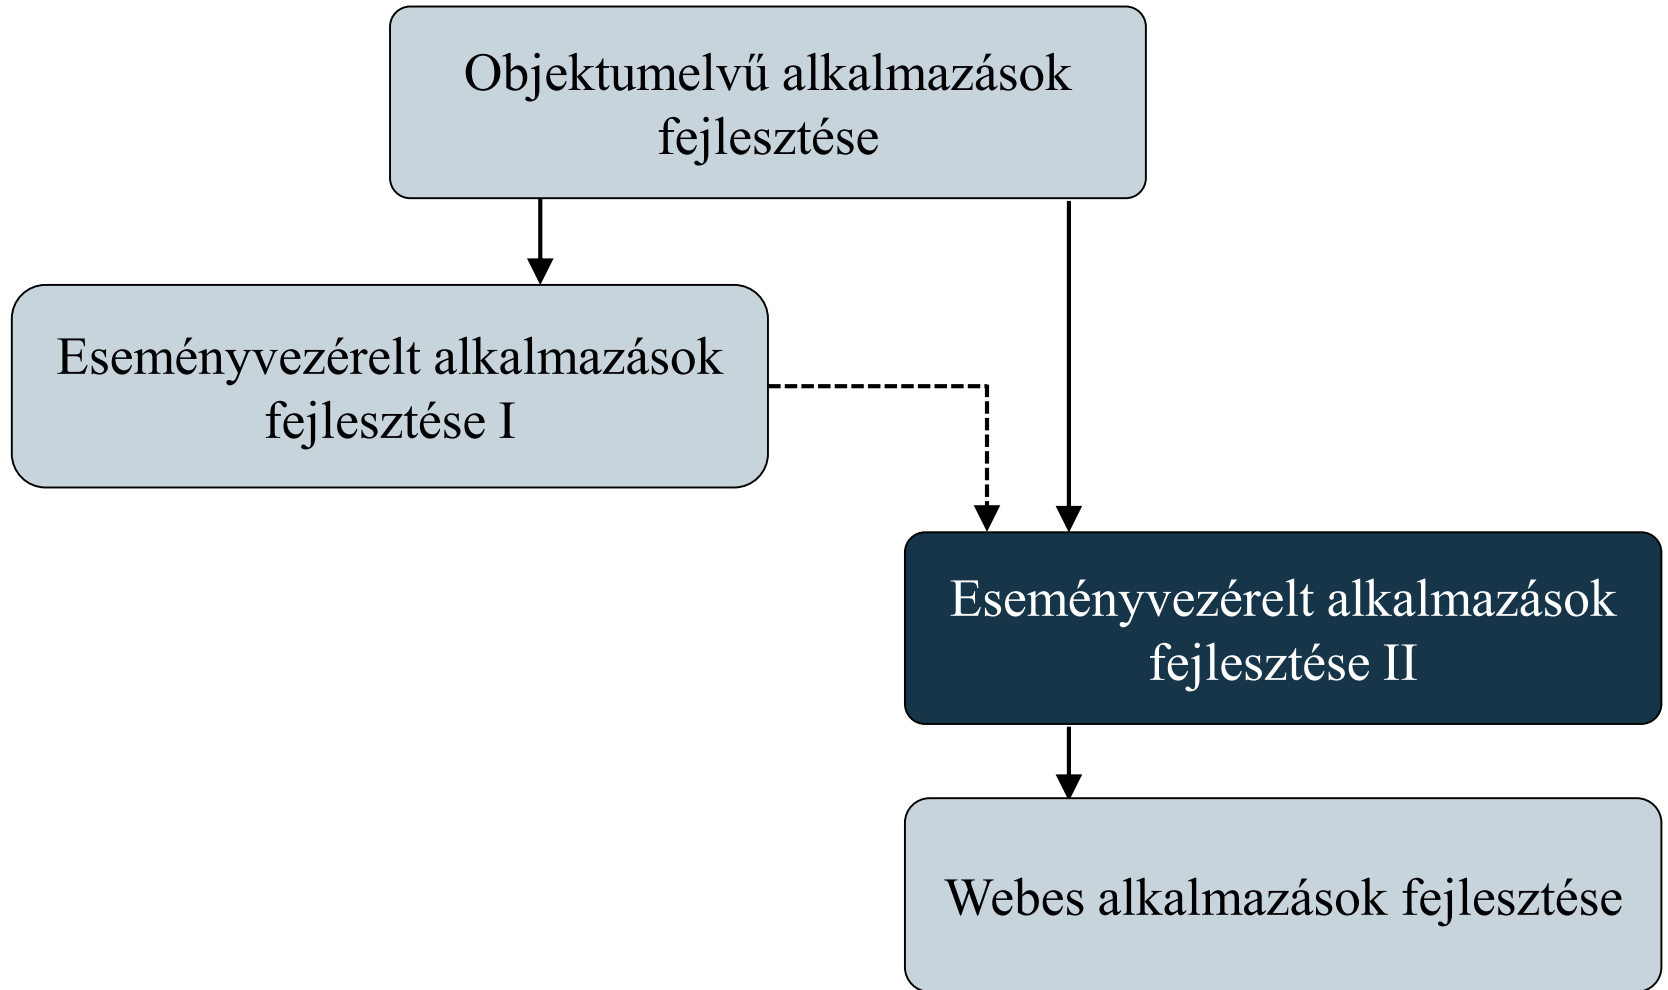 Objektumelvű alkalmazások
fejlesztése
Eseményvezérelt alkalmazások
fejlesztése I
Eseményvezérelt alkalmazások
fejlesztése II
Webes alkalmazások fejlesztése